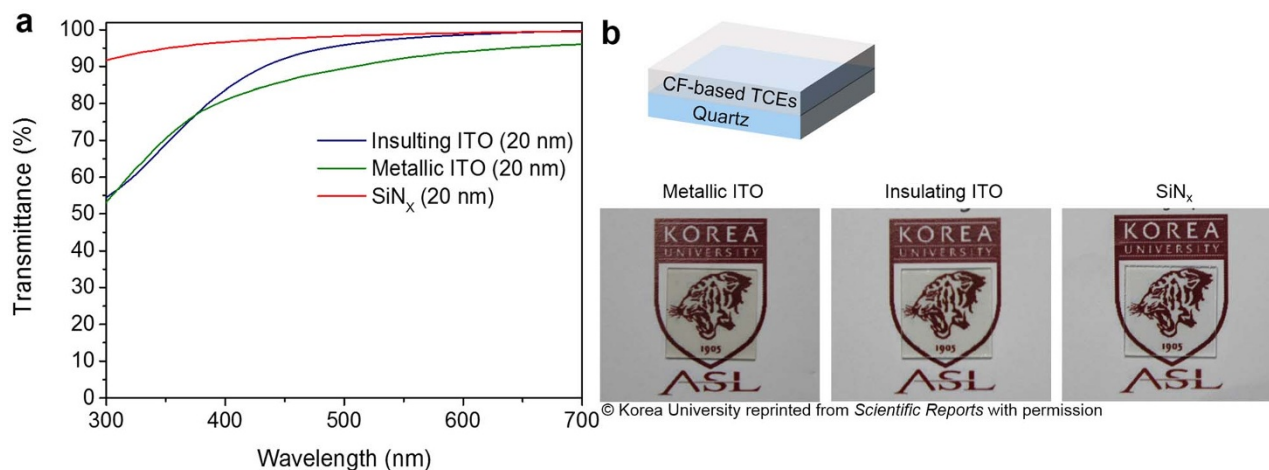 a
Transmittance (%)
100
90
80
70
60
50
40
30
20
10
0
Insulting ITO (20 nm)
Metallic ITO (20 nm)
SiNX (20 nm)
300
400
500
600
700
Wavelength (nm)
b
CF-based TCEs
Quartz
Metallic ITO
Insulating ITO
SiNx
KOREA
UNIVERSITY
1905
ASL
KOREA
UNIVERSITY
1905
ASL
KOREA
UNIVERSITY
1905
ASL
© Korea University reprinted from Scientific Reports with permission